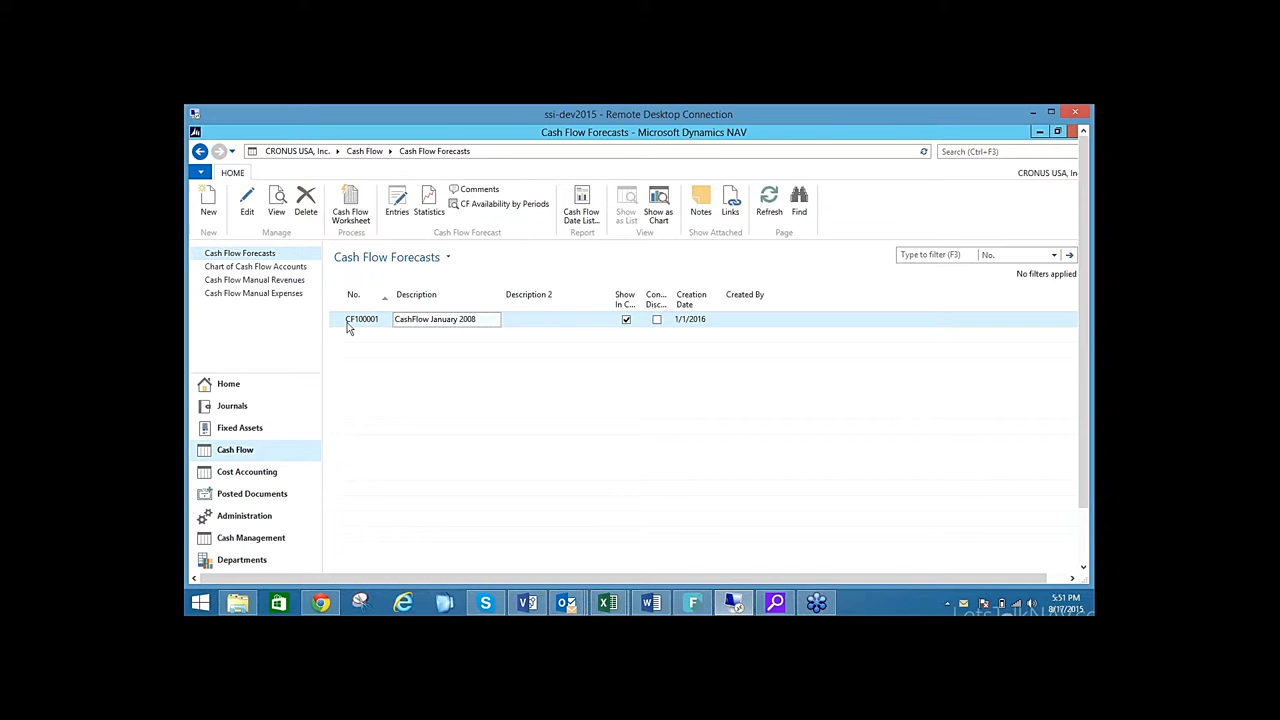 ssi-dev2015 - Remote Desktop Connection
Cash Flow Forecasts - Microsoft Dynamics NAV
CRONUS USA, Inc. Cash Flow Cash Flow Forecasts
Search (Ctrl+F3)
HOME
CRONUS USA, In
New
Edit
View
Delete
Cash Flow
Worksheet
Entries
Statistics
Comments
CF Availability by Periods
Cash Flow
Date List...
Show
as List
Show as
Chart
Notes
Links
Refresh
Find
New
Manage
Process
Cash Flow Forecast
Report
View
Show Attached
Page
Cash Flow Forecasts
Chart of Cash Flow Accounts
Cash Flow Manual Revenues
Cash Flow Manual Expenses
Cash Flow Forecasts
Type to filter (F3)
No.
No filters applied
No.
Description
Description 2
Show
In C...
Con...
Disc...
Creation
Date
Created By
CF100001 CashFlow January 2008 1/1/2016
Home
Journals
Fixed Assets
Cash Flow
Cost Accounting
Posted Documents
Administration
Cash Management
Departments
5:51 PM
8/17/2015